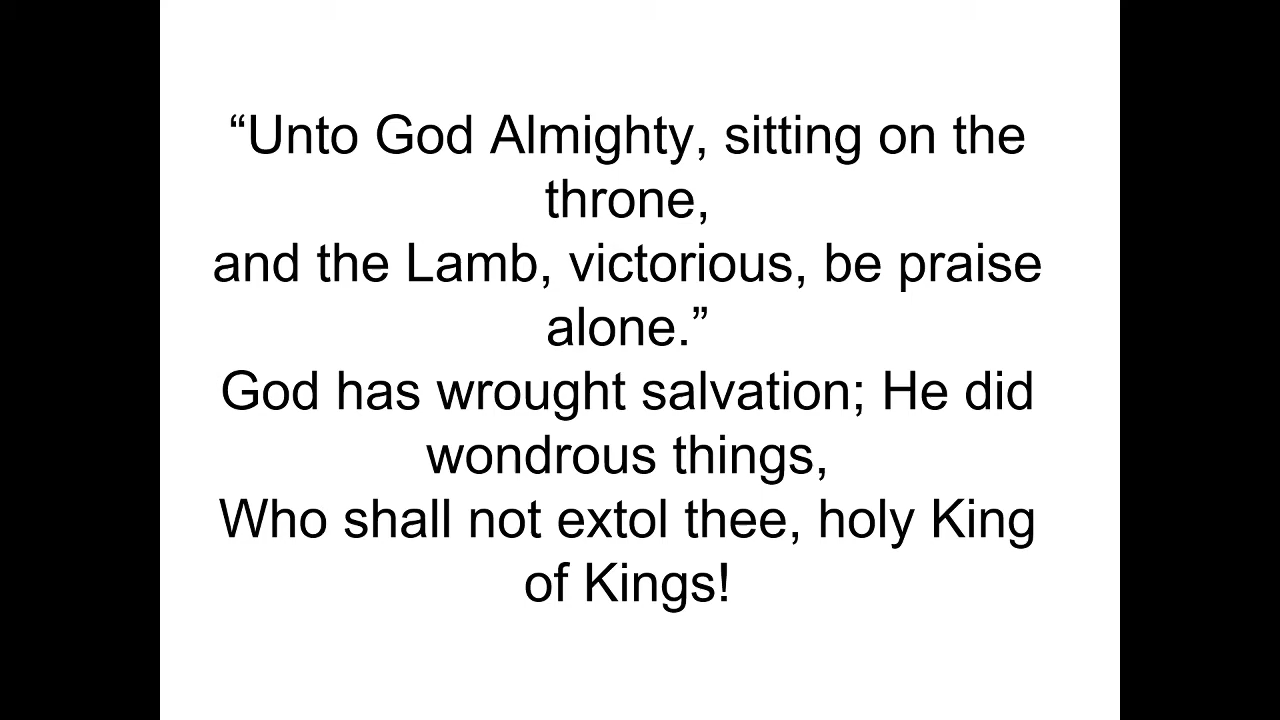 “Unto God Almighty, sitting on the
throne,
and the Lamb, victorious, be praise
alone.”
God has wrought salvation; He did
wondrous things,
Who shall not extol thee, holy King
of Kings!